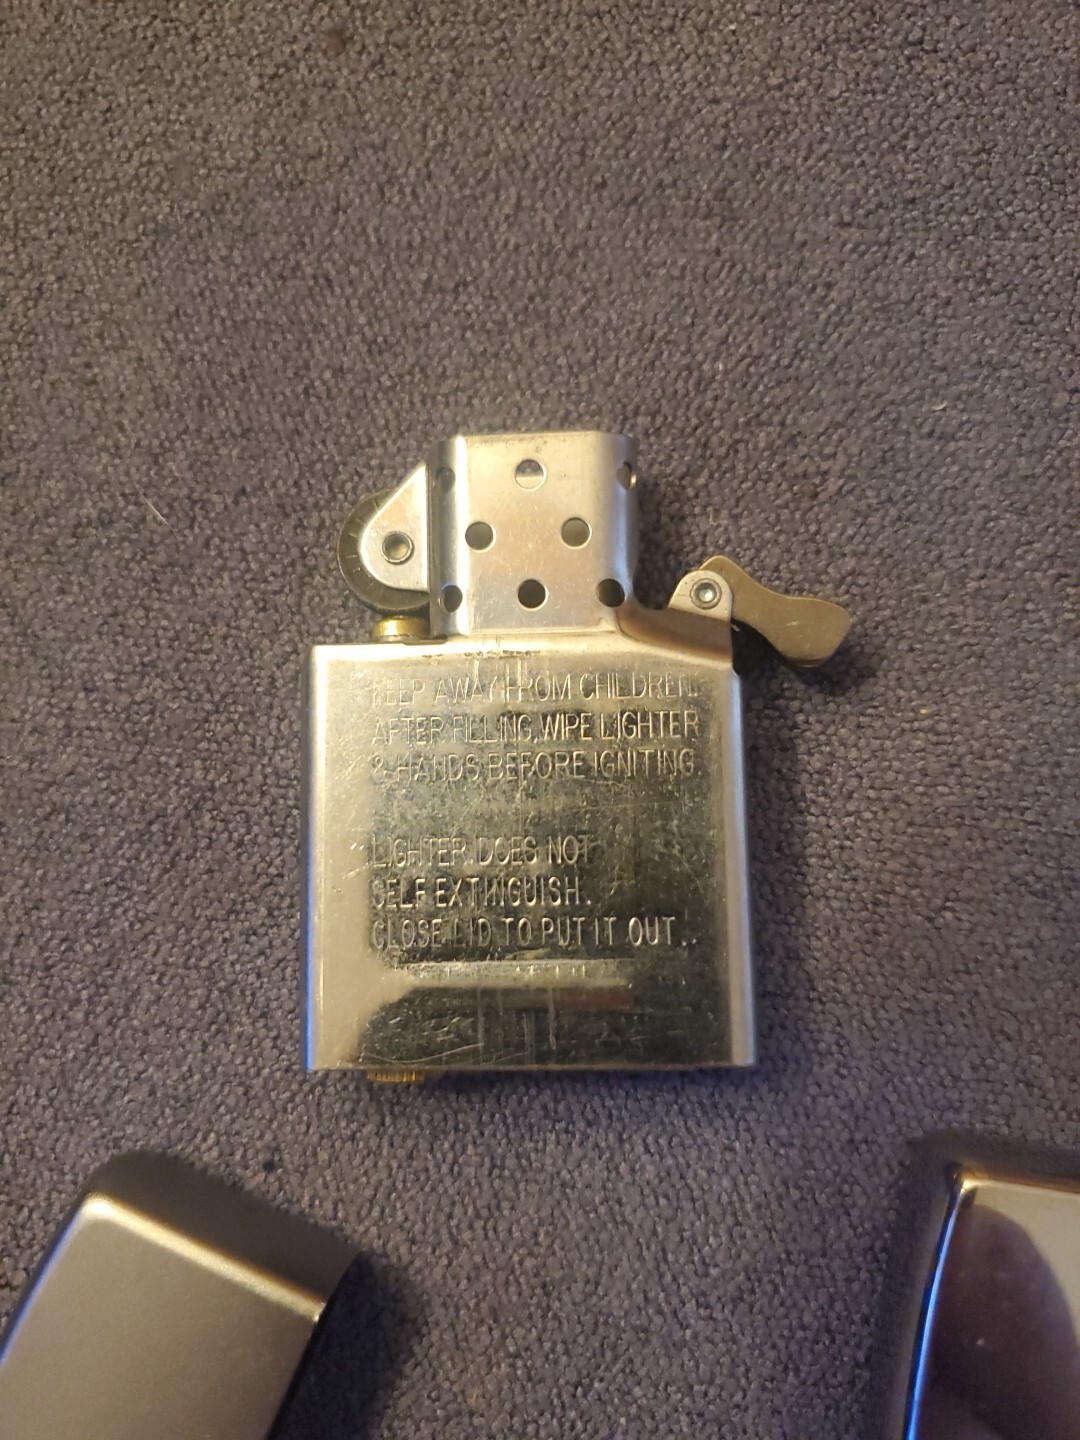 KEEP AWAY FROM CHILDREN.
AFTER FILLING, WIPE LIGHTER
& HANDS BEFORE IGNITING.
LIGHTER DOES NOT
SELF EXTINGUISH.
CLOSE LID TO PUT IT OUT.